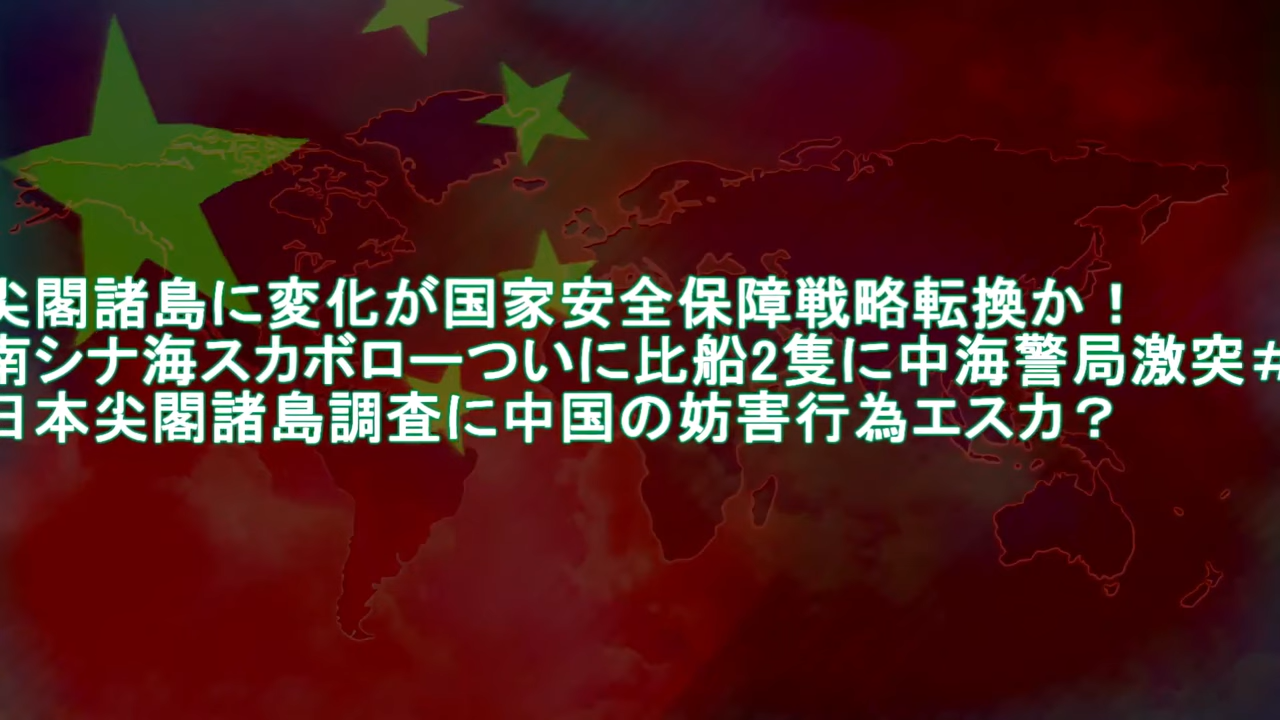 尖閣諸島に変化が国家安全保障戦略転換か！
南シナ海スカボローついに比船2隻に中海警局激突#
日本尖閣諸島調査に中国の妨害行為エスカ？